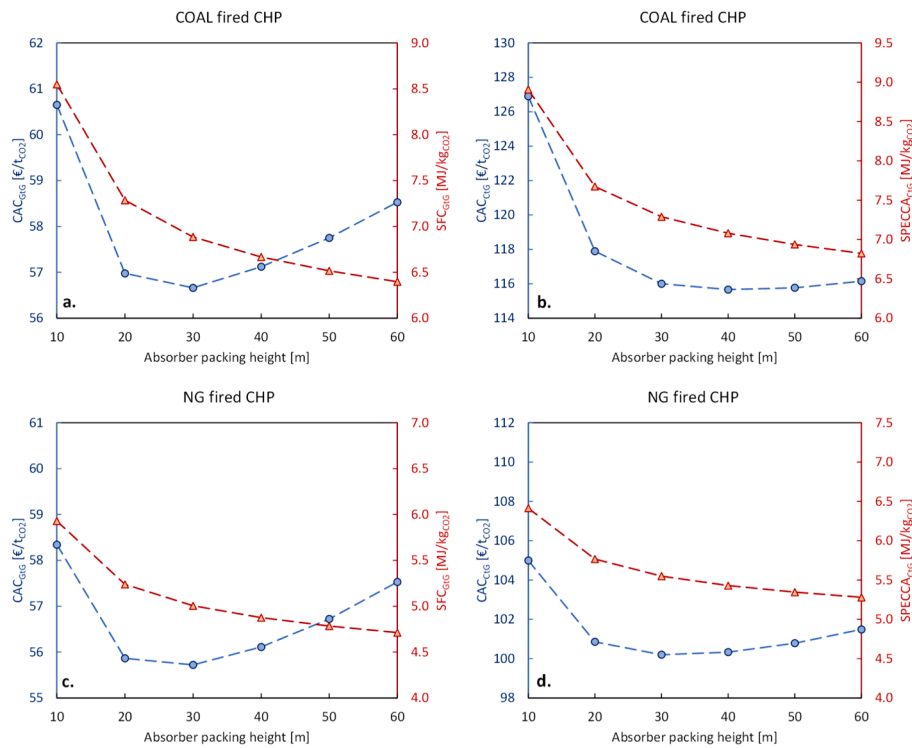 COAL fired CHP
62
61
60
59
58
57
56
CAC_GtG [€/t_CO2]
9.0
8.5
8.0
7.5
7.0
6.5
6.0
SFC_GtG [MJ/kg_CO2]
a.
10 20 30 40 50 60
Absorber packing height [m]
COAL fired CHP
130
128
126
124
122
120
118
116
114
CAC_CtG [€/t_CO2]
9.5
9.0
8.5
8.0
7.5
7.0
6.5
6.0
SPECCA_CtG [MJ/kg_CO2]
b.
10 20 30 40 50 60
Absorber packing height [m]
NG fired CHP
61
60
59
58
57
56
55
CAC_GtG [€/t_CO2]
7.0
6.5
6.0
5.5
5.0
4.5
4.0
SFC_GtG [MJ/kg_CO2]
c.
10 20 30 40 50 60
Absorber packing height [m]
NG fired CHP
112
110
108
106
104
102
100
98
CAC_CtG [€/t_CO2]
7.5
7.0
6.5
6.0
5.5
5.0
4.5
4.0
SPECCA_CtG [MJ/kg_CO2]
d.
10 20 30 40 50 60
Absorber packing height [m]